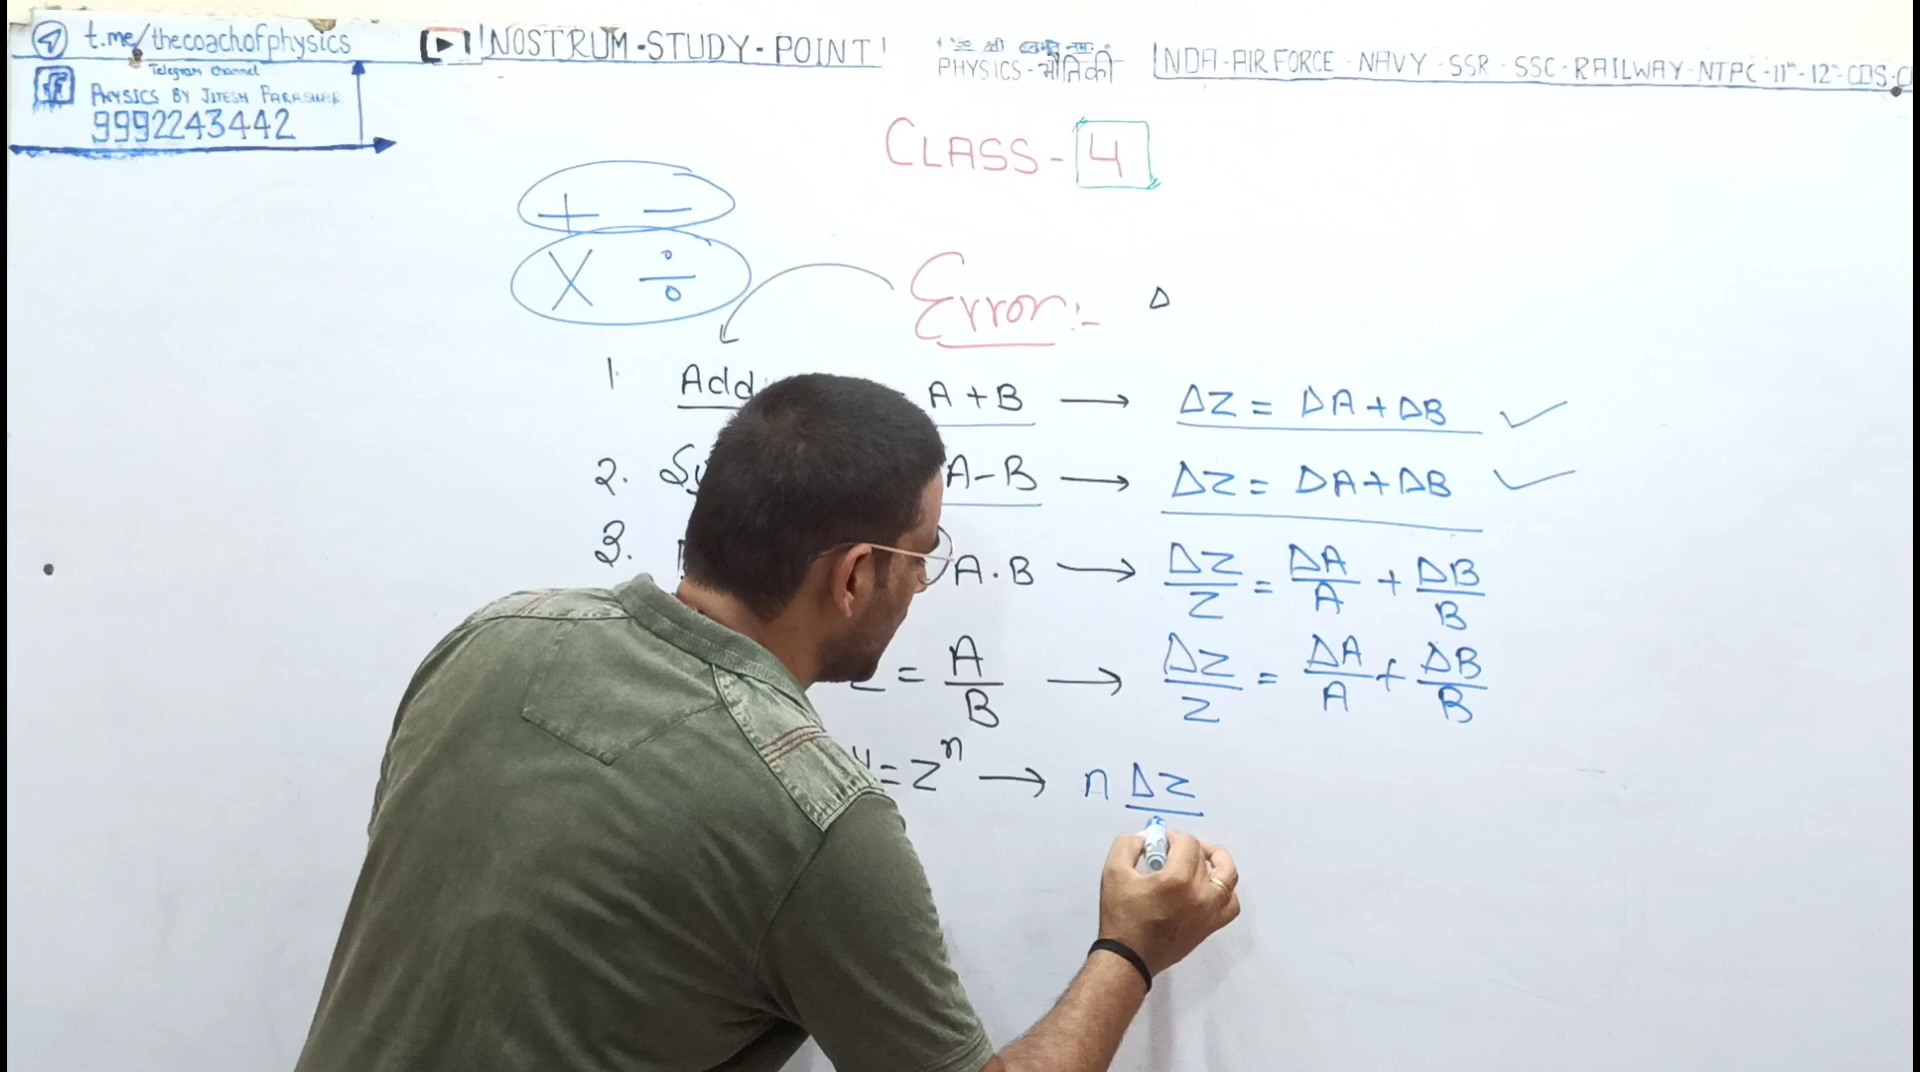 t.me/thecoachofphysics
Telegram Channel
PHYSICS BY JITESH PARASHAR
9992243442
NOSTRUM-STUDY-POINT
PHYSICS-भौतिकी
NDA-AIR FORCE-NAVY-SSR-SSC-RAILWAY-NTPC-11th-12th-CDS-C
CLASS-4
+ -
× ÷
Error:- Δ
1. Add A+B → ΔZ = ΔA+ΔB ✓
2. A-B → ΔZ = ΔA+ΔB ✓
3. A.B → ΔZ/Z = ΔA/A + ΔB/B
Z = A/B → ΔZ/Z = ΔA/A + ΔB/B
= Z^n → n ΔZ